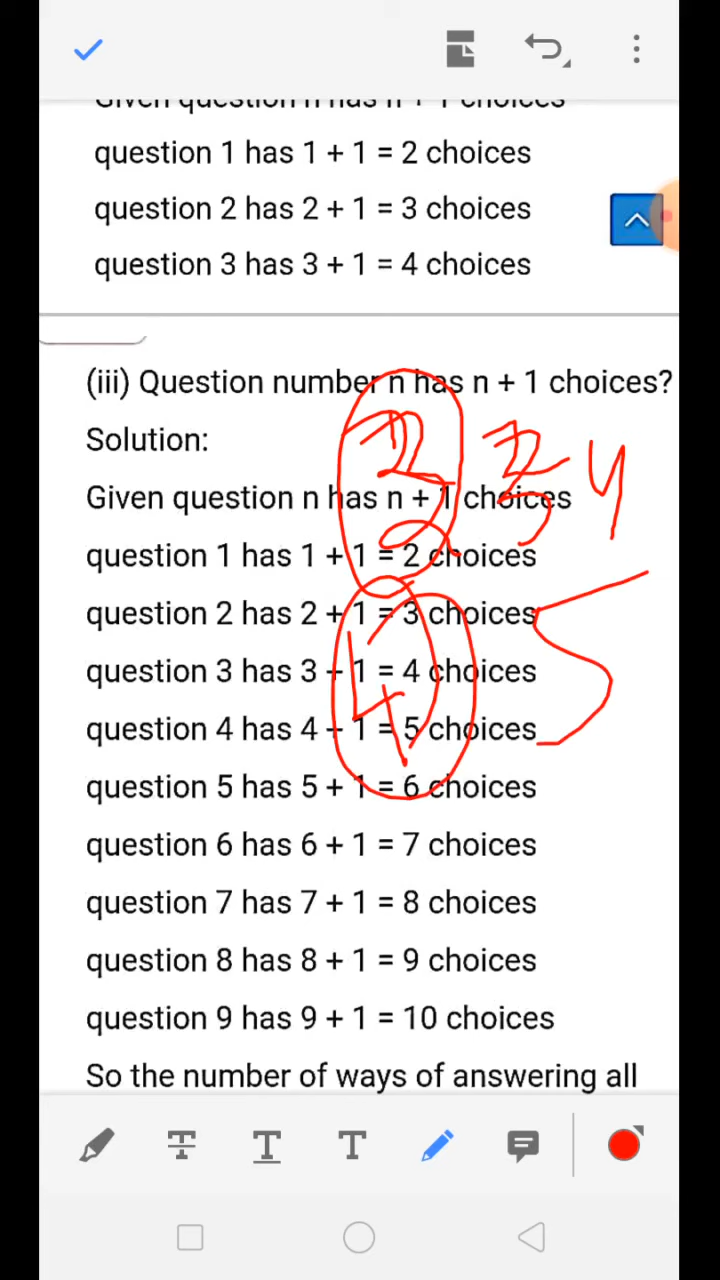 Given question n has n + 1 choices
question 1 has 1 + 1 = 2 choices
question 2 has 2 + 1 = 3 choices
question 3 has 3 + 1 = 4 choices
(iii) Question number n has n + 1 choices?
Solution:
Given question n has n + 1 choices
question 1 has 1 + 1 = 2 choices
question 2 has 2 + 1 = 3 choices
question 3 has 3 + 1 = 4 choices
question 4 has 4 + 1 = 5 choices
question 5 has 5 + 1 = 6 choices
question 6 has 6 + 1 = 7 choices
question 7 has 7 + 1 = 8 choices
question 8 has 8 + 1 = 9 choices
question 9 has 9 + 1 = 10 choices
So the number of ways of answering all
4
5
T T T